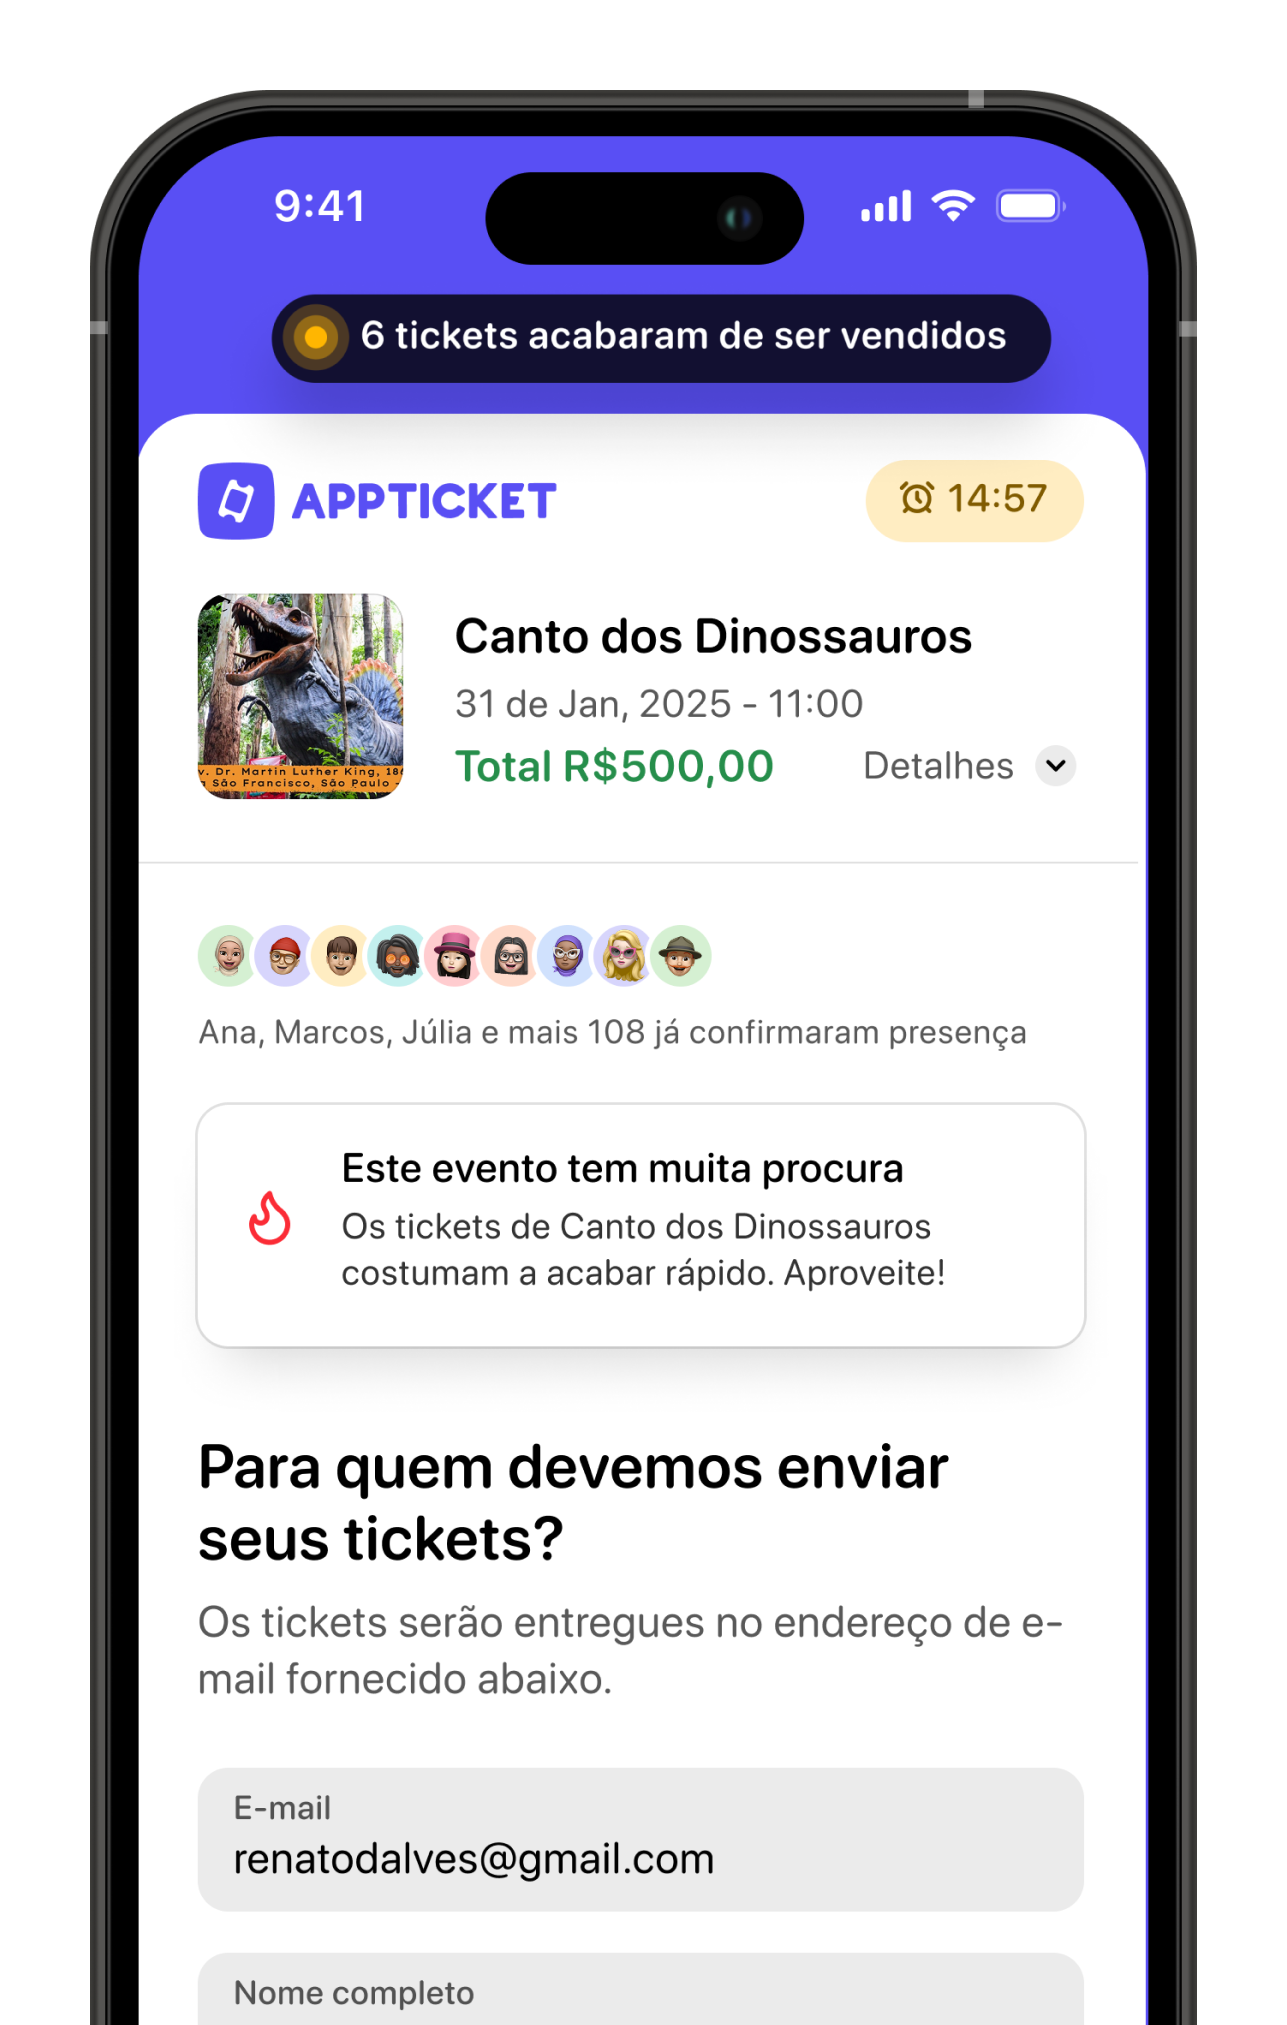 9:41
6 tickets acabaram de ser vendidos
APPTICKET
14:57
Canto dos Dinossauros
31 de Jan, 2025 - 11:00
Total R$500,00
Detalhes
v. Dr. Martin Luther King, 186
São Francisco, São Paulo -
Ana, Marcos, Júlia e mais 108 já confirmaram presença
Este evento tem muita procura
Os tickets de Canto dos Dinossauros
costumam a acabar rápido. Aproveite!
Para quem devemos enviar
seus tickets?
Os tickets serão entregues no endereço de e-
mail fornecido abaixo.
E-mail
renatodalves@gmail.com
Nome completo